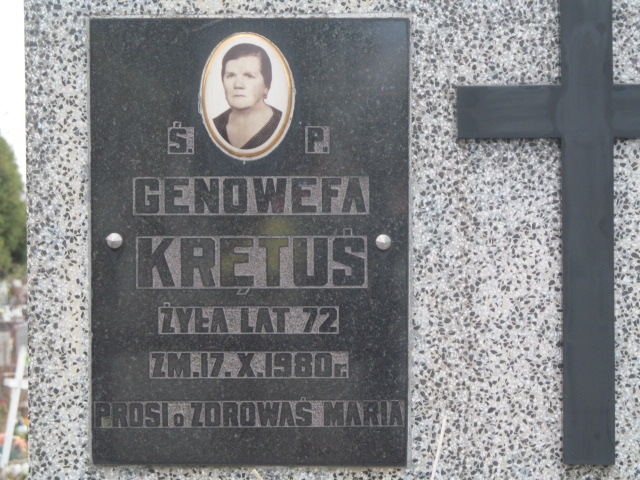 Ś. P.
GENOWEFA
KRĘTUŚ
ŻYŁA LAT 72
ZM. 17. X. 1980 r.
PROSI o ZDROWAŚ MARIA